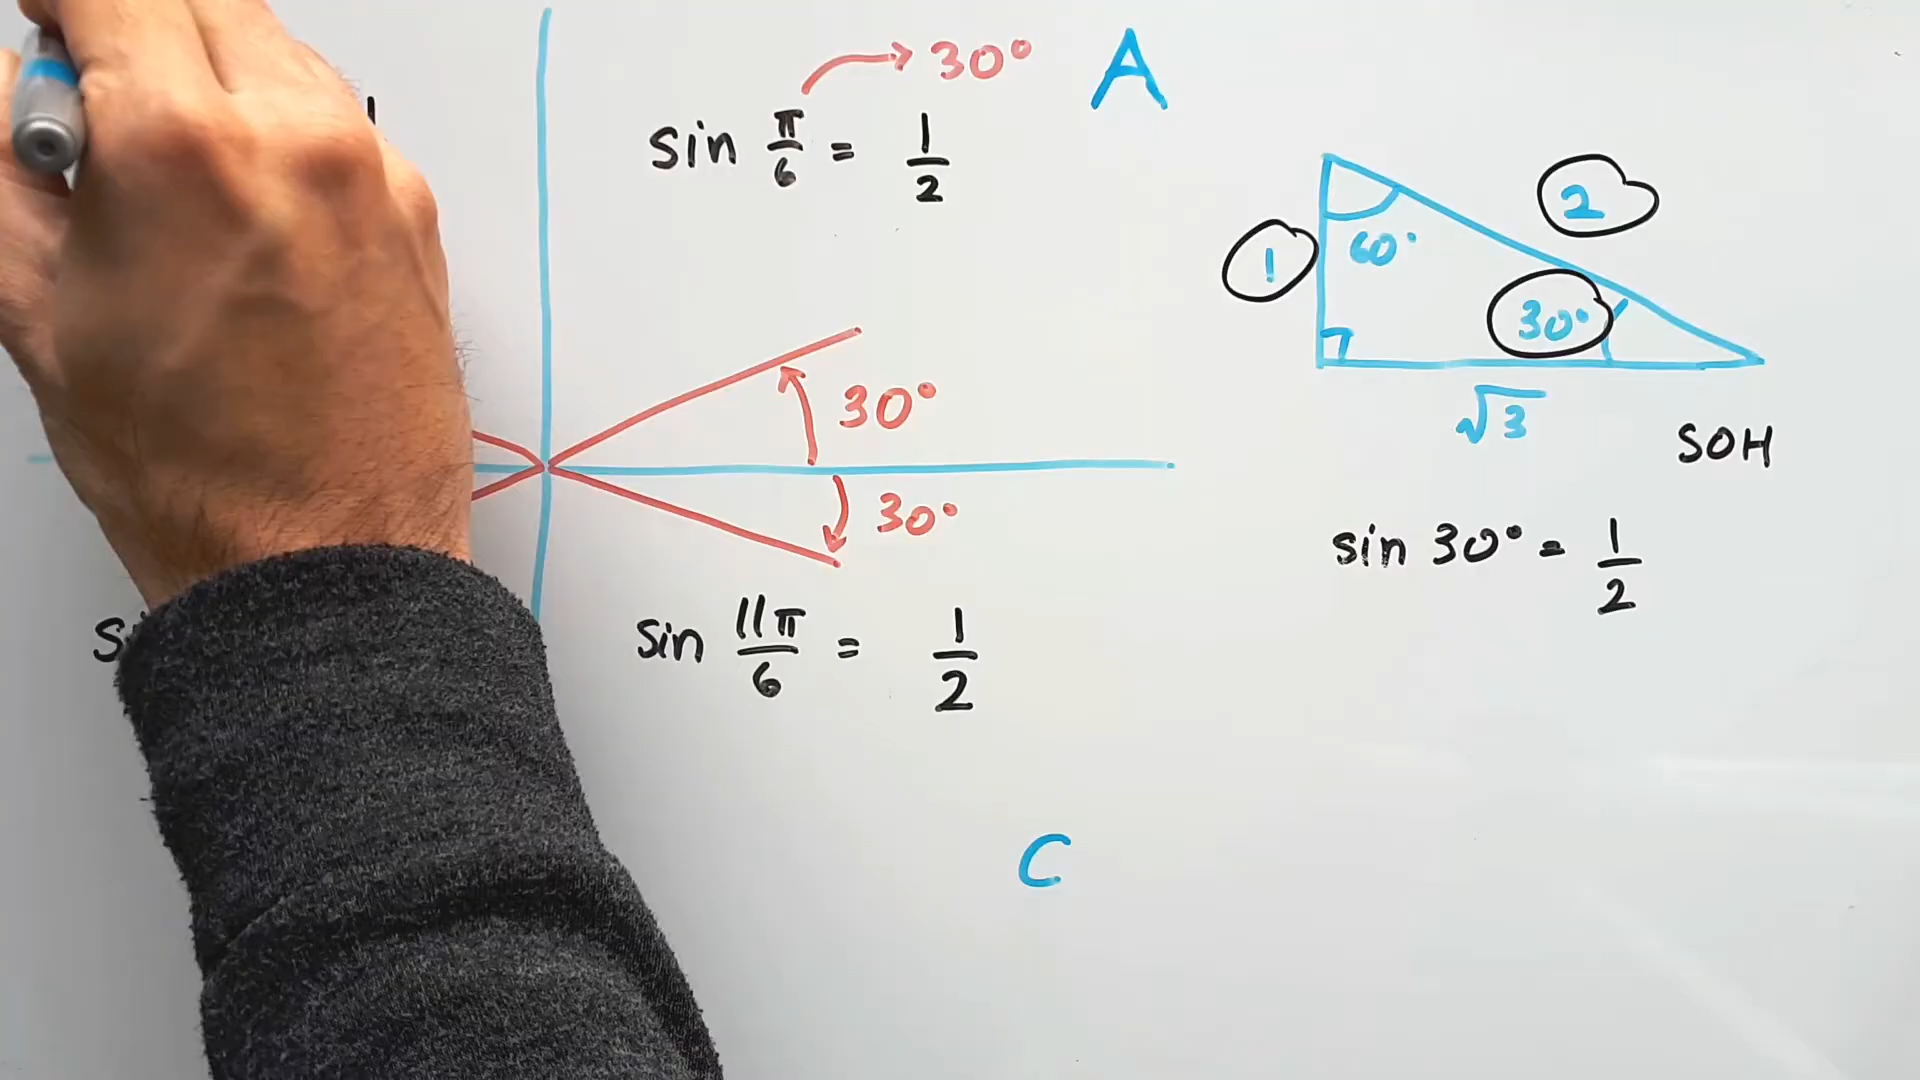 sin π/6 = 1/2
30°
A
2
1
60°
30°
√3
SOH
30°
30°
sin 30° = 1/2
sin 11π/6 = 1/2
C